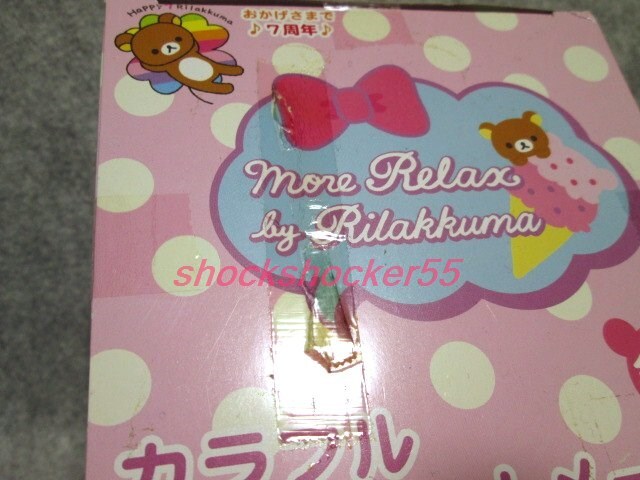 Happy 7 Rilakkuma
おかげさまで
♪7周年♪
More Relax
by Rilakkuma
shockshocker55
カラフル